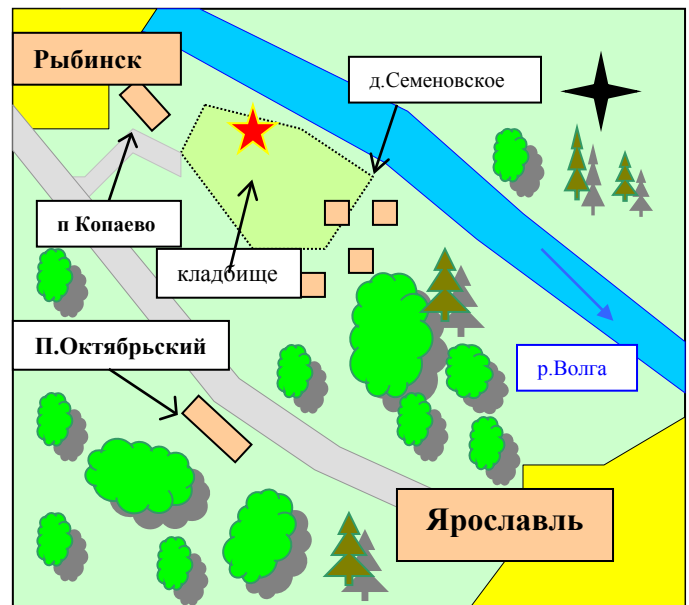 Рыбинск
д.Семеновское
п Копаево
кладбище
П.Октябрьский
р.Волга
Ярославль